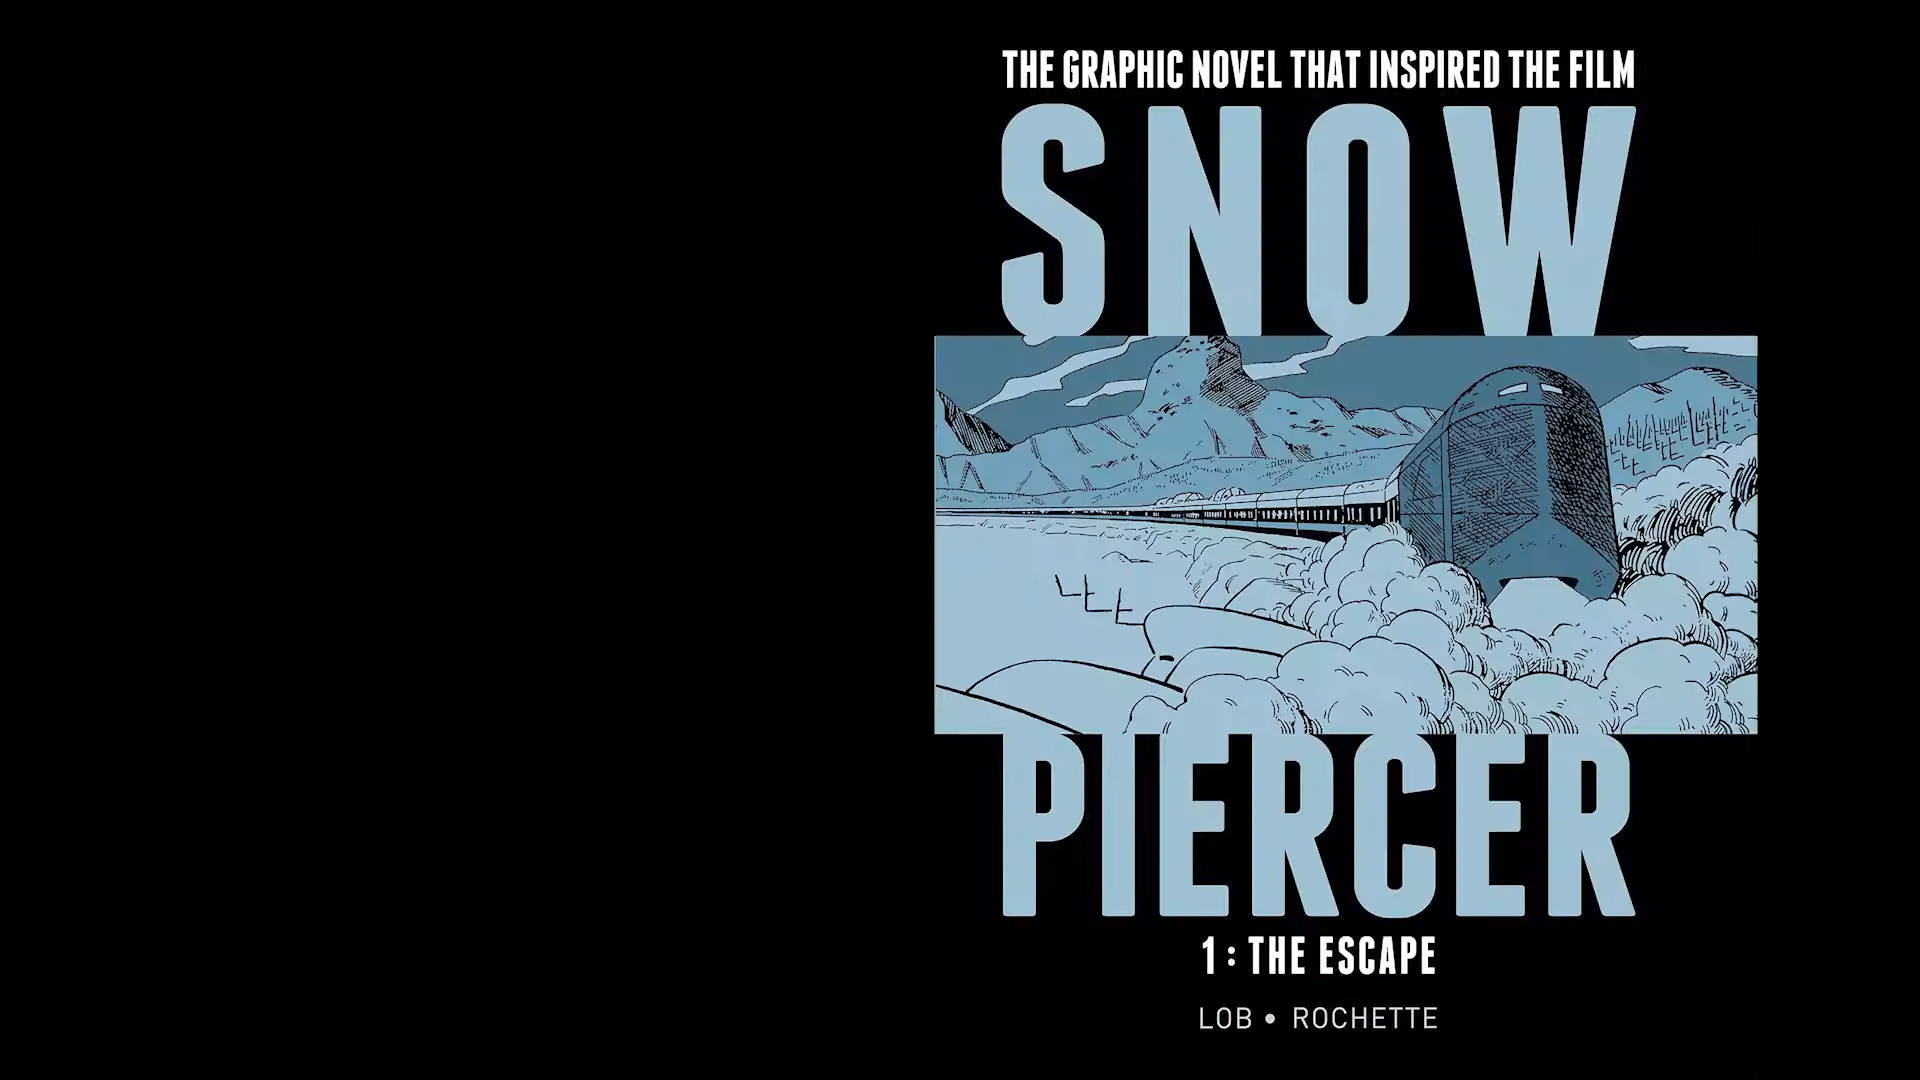 THE GRAPHIC NOVEL THAT INSPIRED THE FILM
SNOW
PIERCER
1: THE ESCAPE
LOB • ROCHETTE